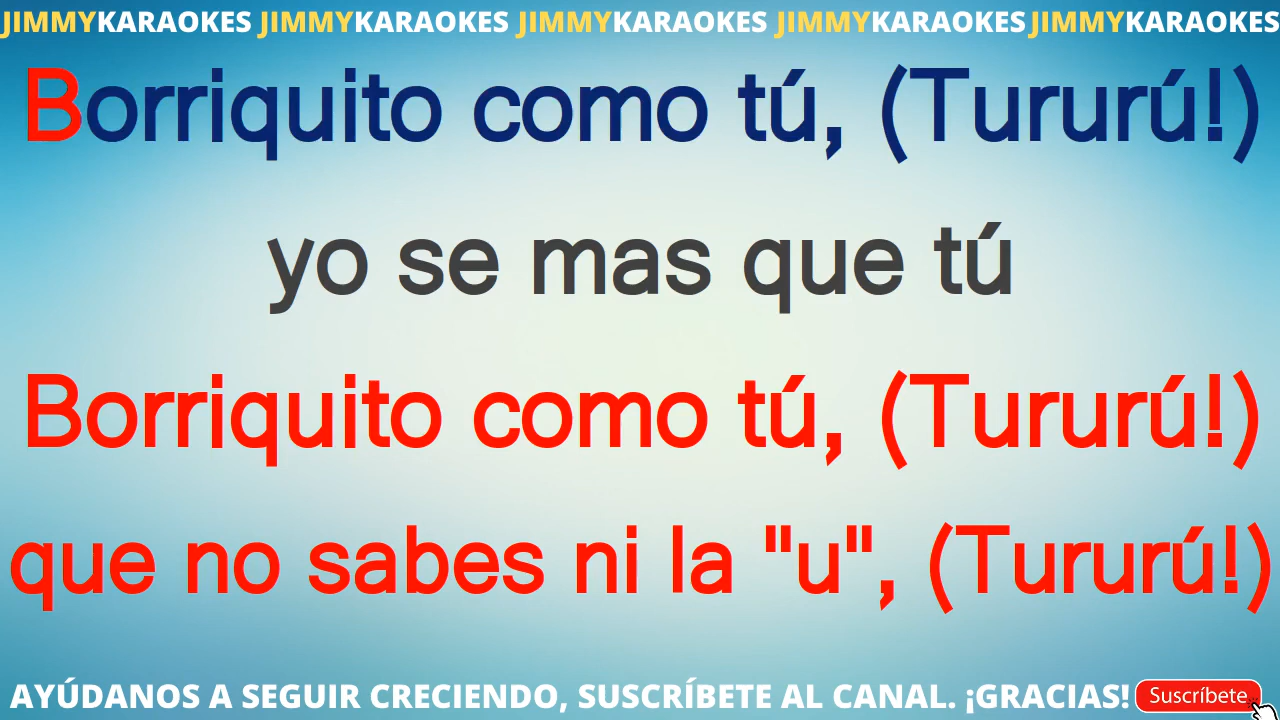 JIMMYKARAOKES JIMMYKARAOKES JIMMYKARAOKES JIMMYKARAOKES JIMMYKARAOKES
Borriquito como tú, (Tururú!)
yo se mas que tú
Borriquito como tú, (Tururú!)
que no sabes ni la "u", (Tururú!)
AYÚDANOS A SEGUIR CRECIENDO, SUSCRÍBETE AL CANAL. ¡GRACIAS! Suscríbete